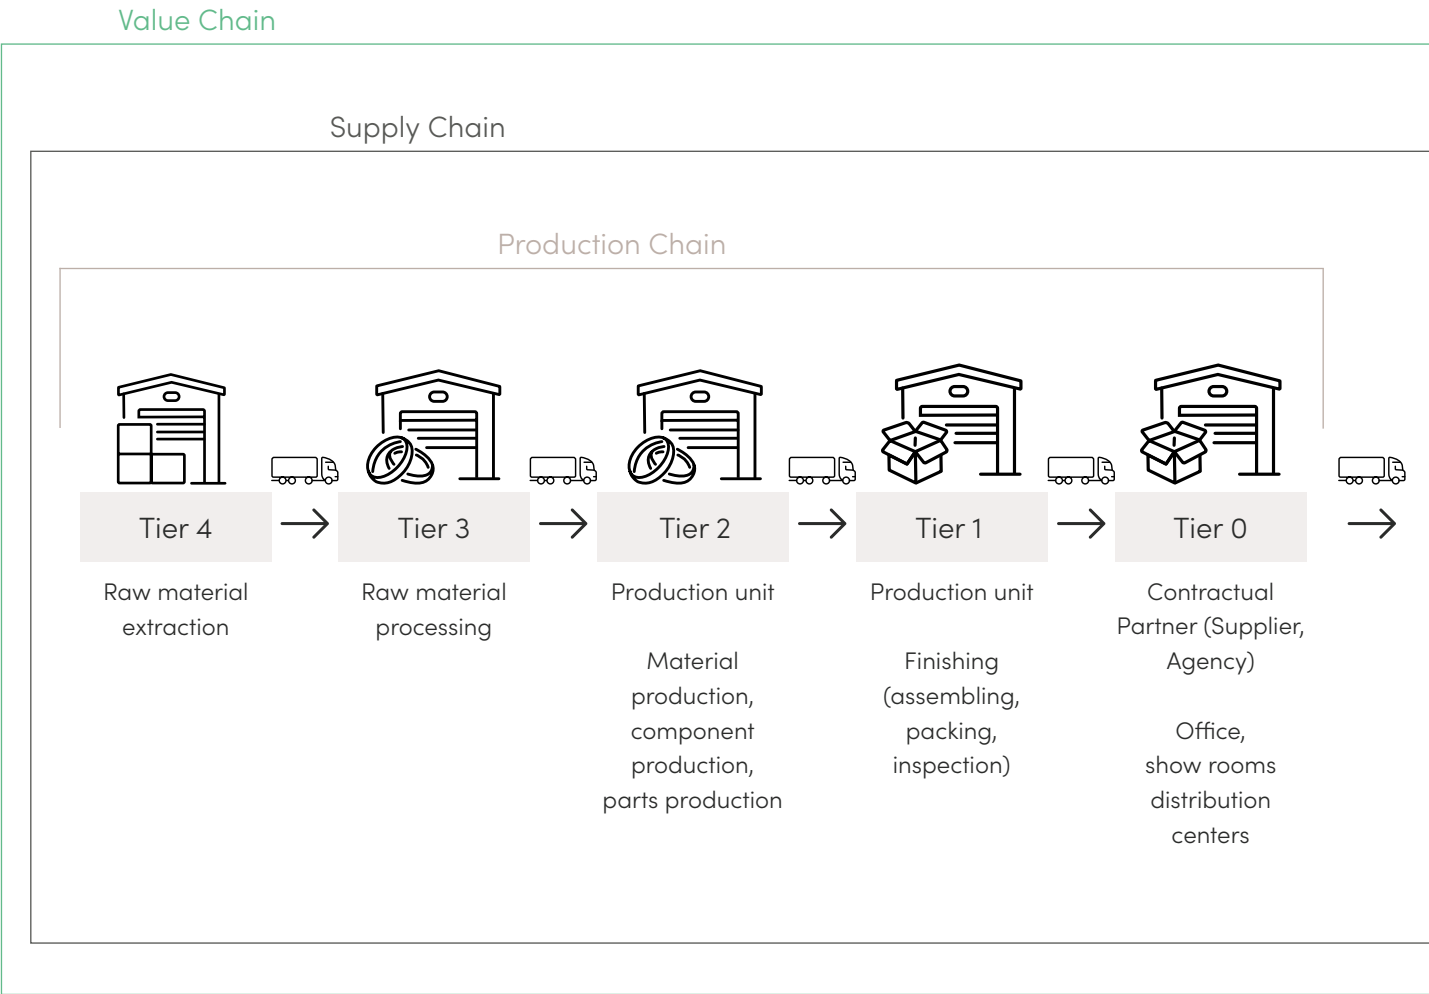 Value Chain
Supply Chain
Production Chain
Tier 4
Raw material
extraction
Tier 3
Raw material
processing
Tier 2
Production unit
Material
production,
component
production,
parts production
Tier 1
Production unit
Finishing
(assembling,
packing,
inspection)
Tier 0
Contractual
Partner (Supplier,
Agency)
Office,
show rooms
distribution
centers